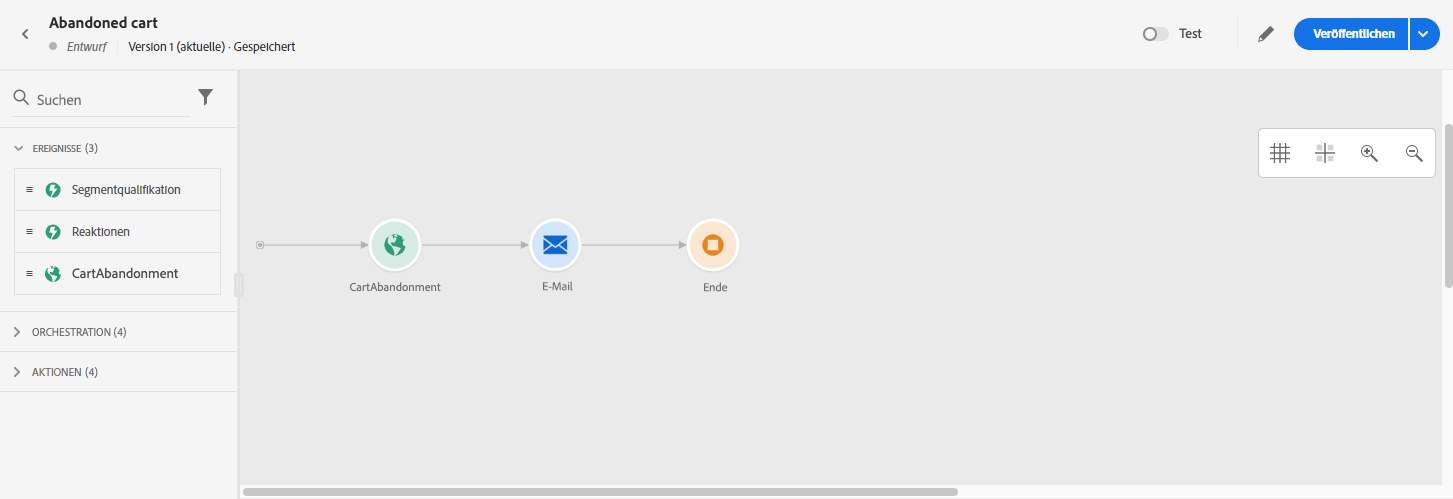 Abandoned cart
Entwurf
Version 1 (aktuelle) · Gespeichert
Test
Veröffentlichen
Suchen
EREIGNISSE (3)
Segmentqualifikation
Reaktionen
CartAbandonment
ORCHESTRATION (4)
AKTIONEN (4)
CartAbandonment
E-Mail
Ende